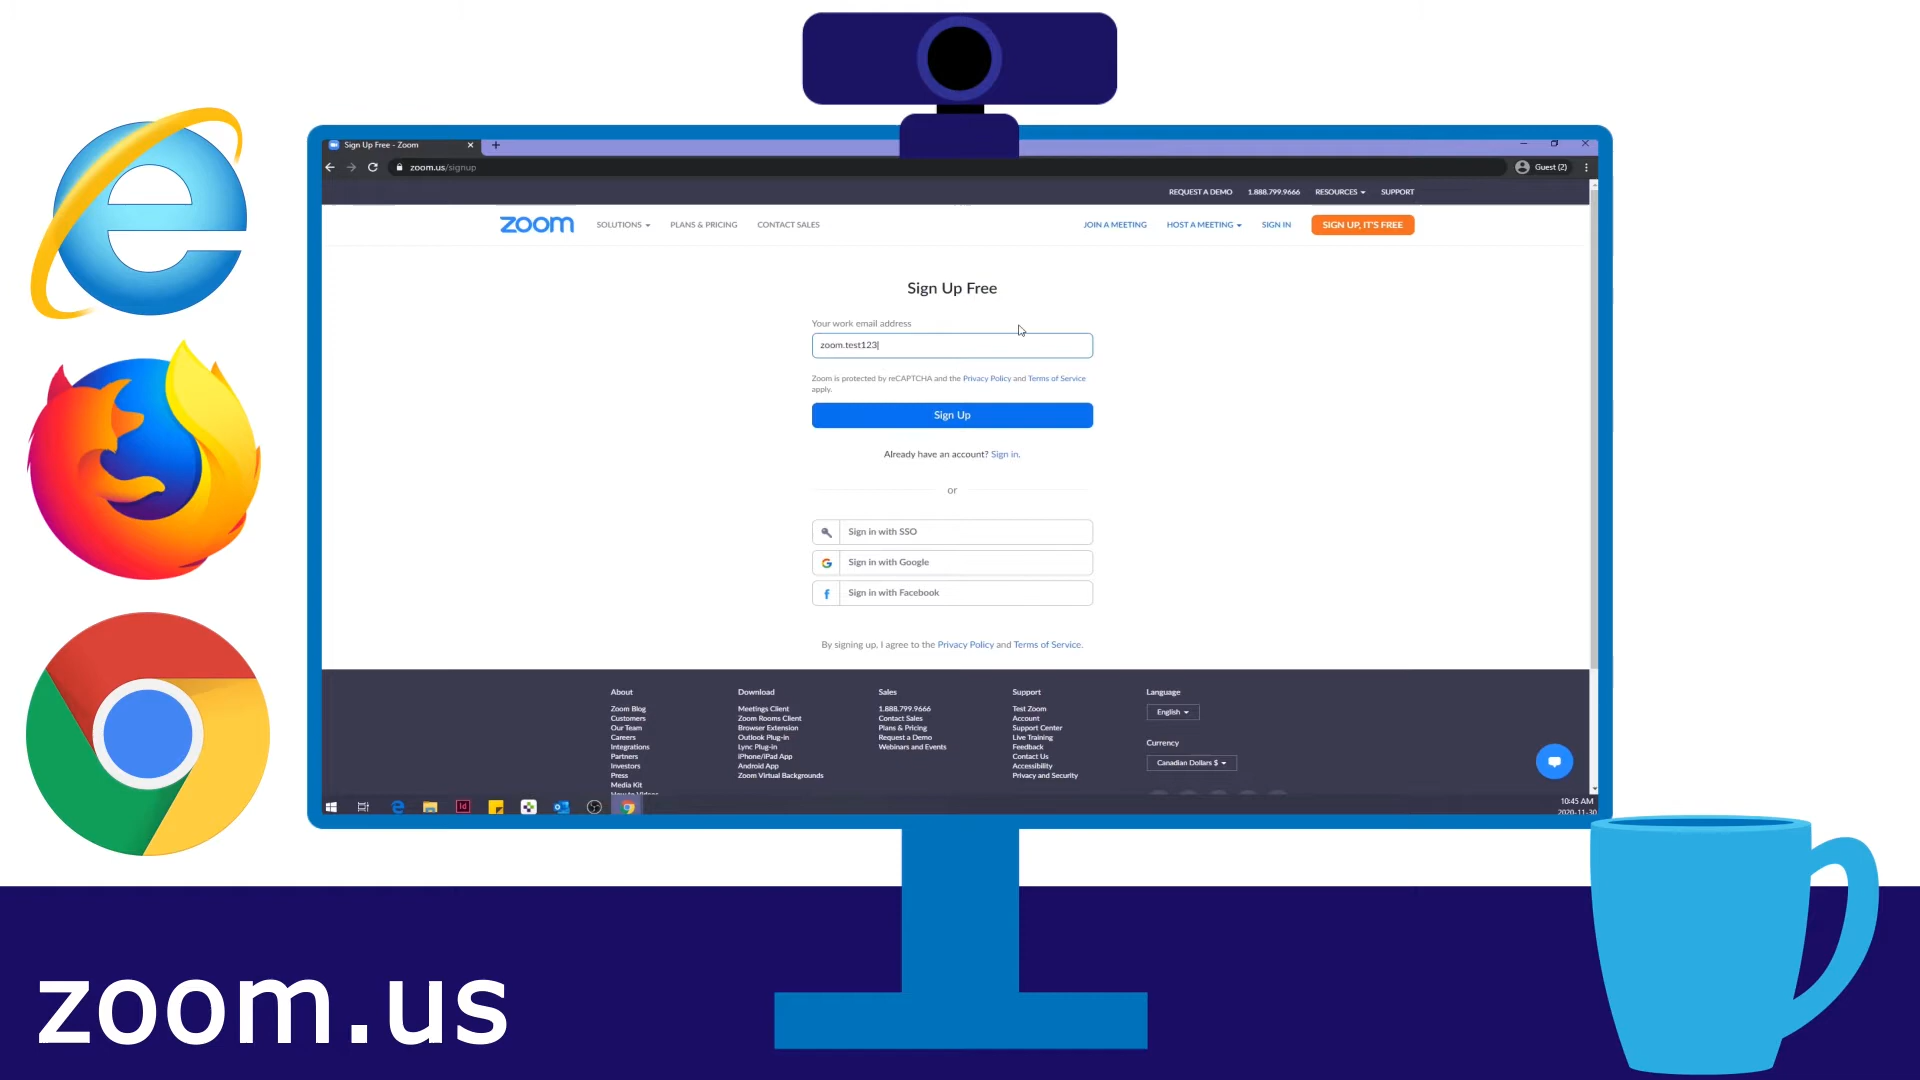 Sign Up Free - Zoom
zoom.us/signup
Guest (2)
REQUEST A DEMO 1.888.799.9666 RESOURCES SUPPORT
zoom SOLUTIONS PLANS & PRICING CONTACT SALES JOIN A MEETING HOST A MEETING SIGN IN SIGN UP, IT'S FREE
Sign Up Free
Your work email address
zoom.test123
Zoom is protected by reCAPTCHA and the Privacy Policy and Terms of Service
apply.
Sign Up
Already have an account? Sign in.
or
Sign in with SSO
G Sign in with Google
f Sign in with Facebook
By signing up, I agree to the Privacy Policy and Terms of Service.
About
Zoom Blog
Customers
Our Team
Careers
Integrations
Partners
Investors
Press
Media Kit
How to Videos
Download
Meetings Client
Zoom Rooms Client
Browser Extension
Outlook Plug-in
Lync Plug-in
iPhone/iPad App
Android App
Zoom Virtual Backgrounds
Sales
1.888.799.9666
Contact Sales
Plans & Pricing
Request a Demo
Webinars and Events
Support
Test Zoom
Account
Support Center
Live Training
Feedback
Contact Us
Accessibility
Privacy and Security
Language
English
Currency
Canadian Dollars $
Id
10:45 AM
2020-11-30
zoom.us